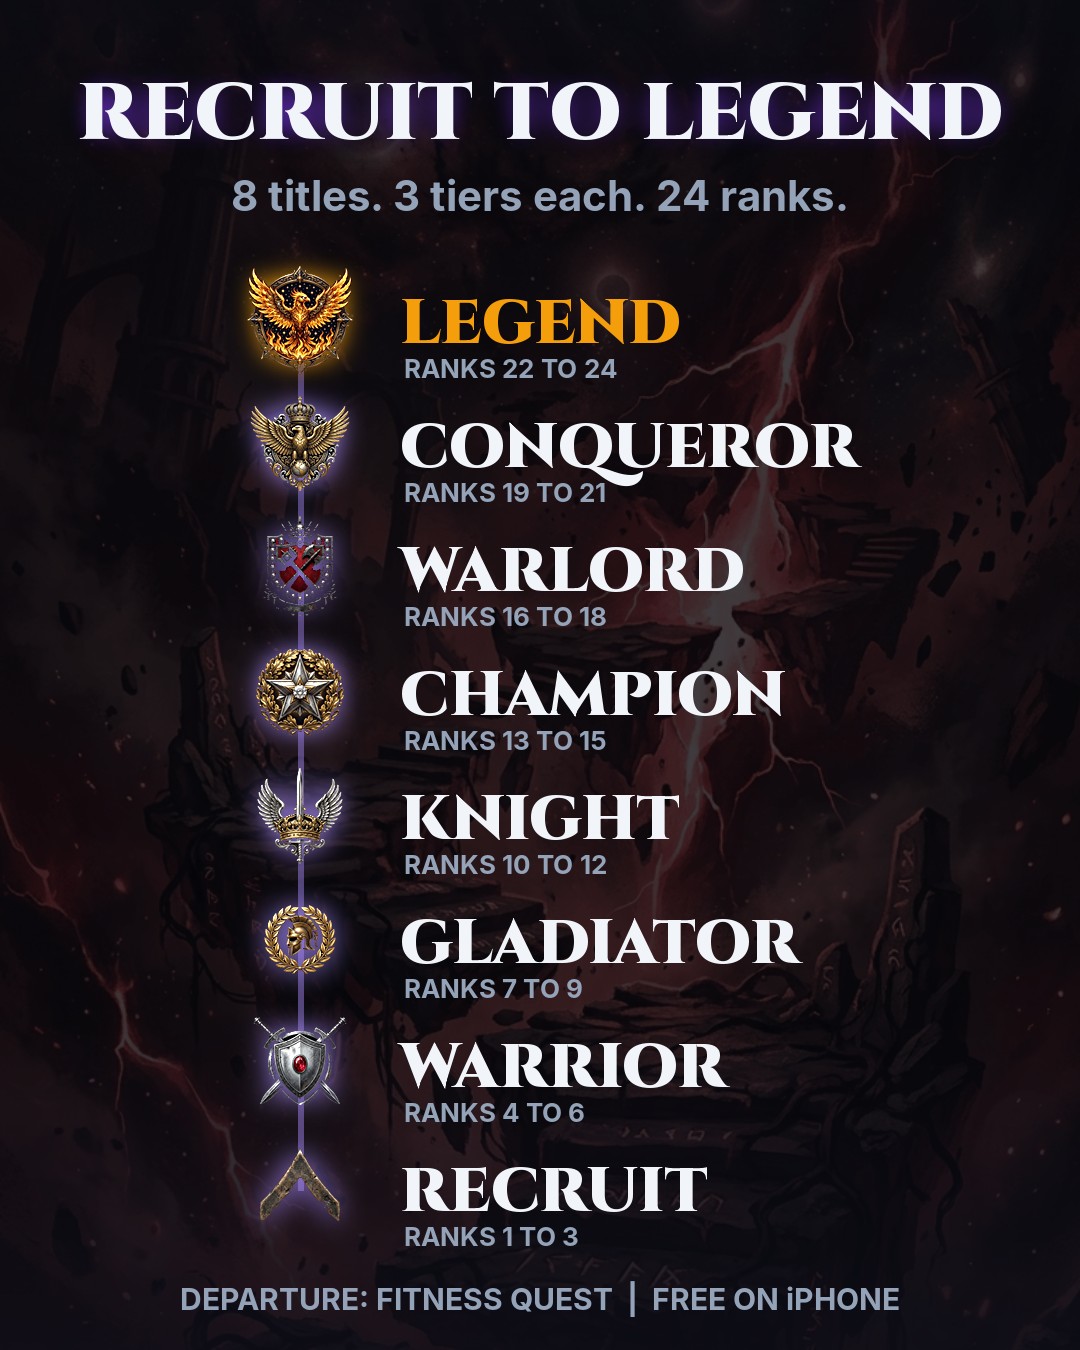 RECRUIT TO LEGEND
8 titles. 3 tiers each. 24 ranks.
LEGEND
RANKS 22 TO 24
CONQUEROR
RANKS 19 TO 21
WARLORD
RANKS 16 TO 18
CHAMPION
RANKS 13 TO 15
KNIGHT
RANKS 10 TO 12
GLADIATOR
RANKS 7 TO 9
WARRIOR
RANKS 4 TO 6
RECRUIT
RANKS 1 TO 3
DEPARTURE: FITNESS QUEST | FREE ON iPHONE